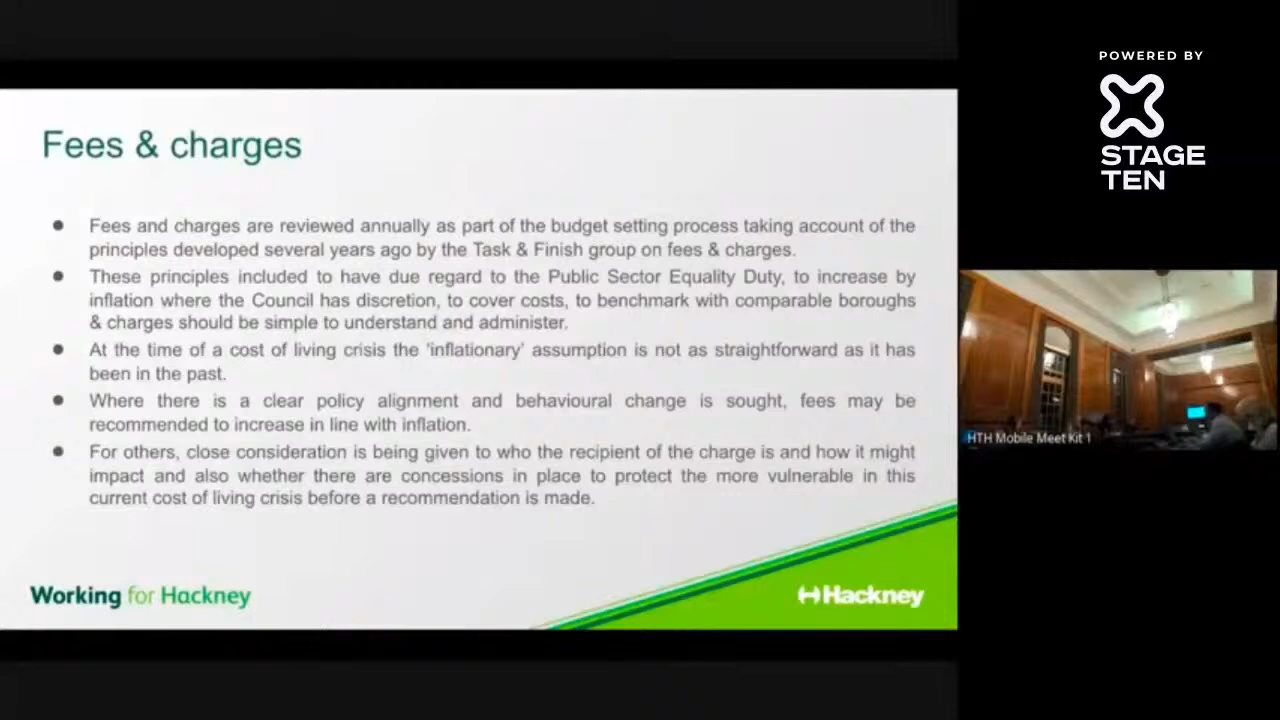 POWERED BY
STAGE
TEN
Fees & charges
Fees and charges are reviewed annually as part of the budget setting process taking account of the
principles developed several years ago by the Task & Finish group on fees & charges.
These principles included to have due regard to the Public Sector Equality Duty, to increase by
inflation where the Council has discretion, to cover costs, to benchmark with comparable boroughs
& charges should be simple to understand and administer.
At the time of a cost of living crisis the ‘inflationary’ assumption is not as straightforward as it has
been in the past.
Where there is a clear policy alignment and behavioural change is sought, fees may be
recommended to increase in line with inflation.
For others, close consideration is being given to who the recipient of the charge is and how it might
impact and also whether there are concessions in place to protect the more vulnerable in this
current cost of living crisis before a recommendation is made.
Working for Hackney
Hackney
HTH Mobile Meet Kit 1